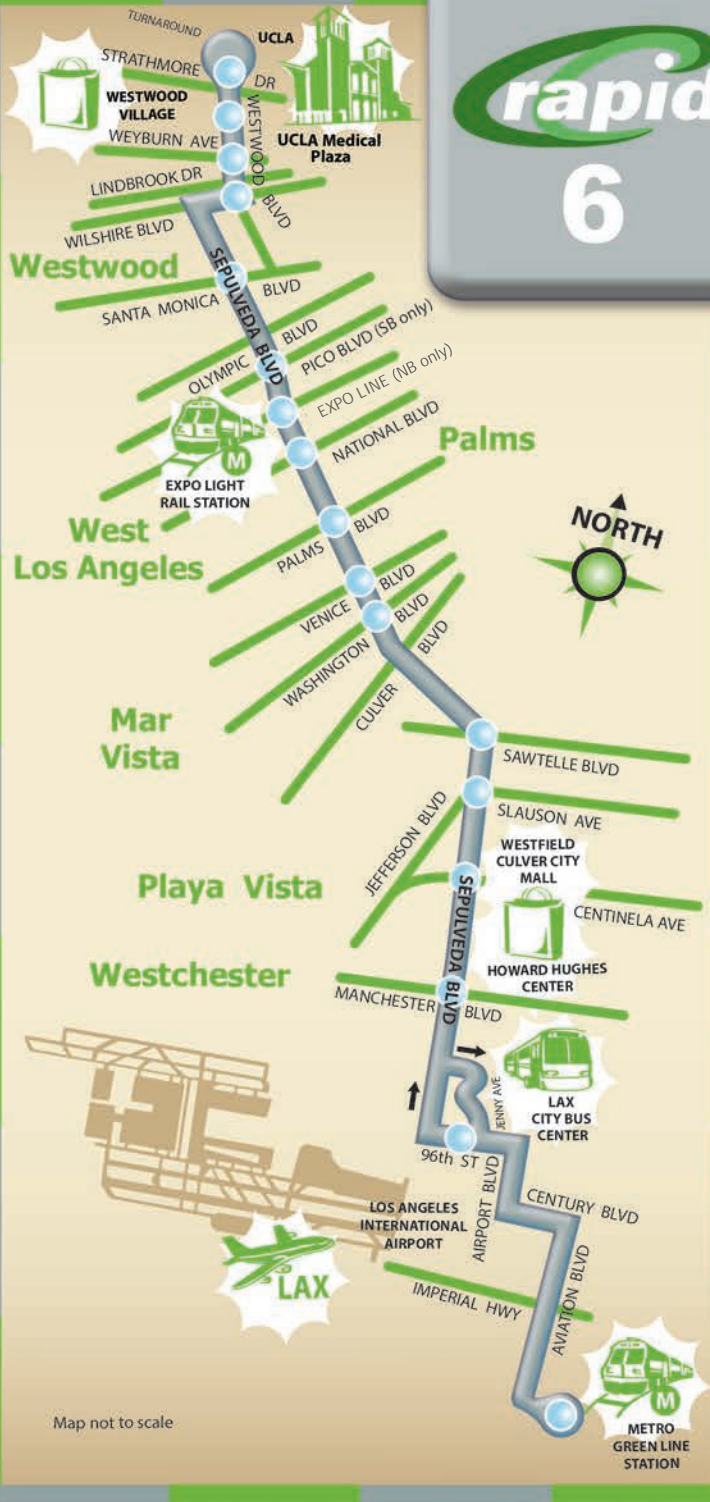 TURNAROUND
UCLA
STRATHMORE DR
WESTWOOD
VILLAGE
WESTWOOD BLVD
UCLA Medical
Plaza
WEYBURN AVE
LINDBROOK DR
WILSHIRE BLVD
rapid
6
Westwood
SANTA MONICA BLVD
SEPULVEDA BLVD
OLYMPIC BLVD
PICO BLVD (SB only)
EXPO LINE (NB only)
NATIONAL BLVD
M
EXPO LIGHT
RAIL STATION
Palms
West
Los Angeles
PALMS BLVD
NORTH
VENICE BLVD
WASHINGTON BLVD
CULVER BLVD
Mar
Vista
SAWTELLE BLVD
SLAUSON AVE
JEFFERSON BLVD
WESTFIELD
CULVER CITY
MALL
Playa Vista
CENTINELA AVE
SEPULVEDA BLVD
HOWARD HUGHES
CENTER
Westchester
MANCHESTER BLVD
JENNY AVE
LAX
CITY BUS
CENTER
96th ST
AIRPORT BLVD
CENTURY BLVD
LOS ANGELES
INTERNATIONAL
AIRPORT
LAX
IMPERIAL HWY
AVIATION BLVD
M
METRO
GREEN LINE
STATION
Map not to scale